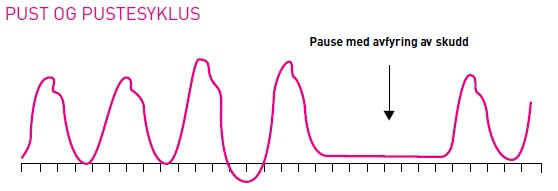 PUST OG PUSTESYKLUS
Pause med avfyring av skudd